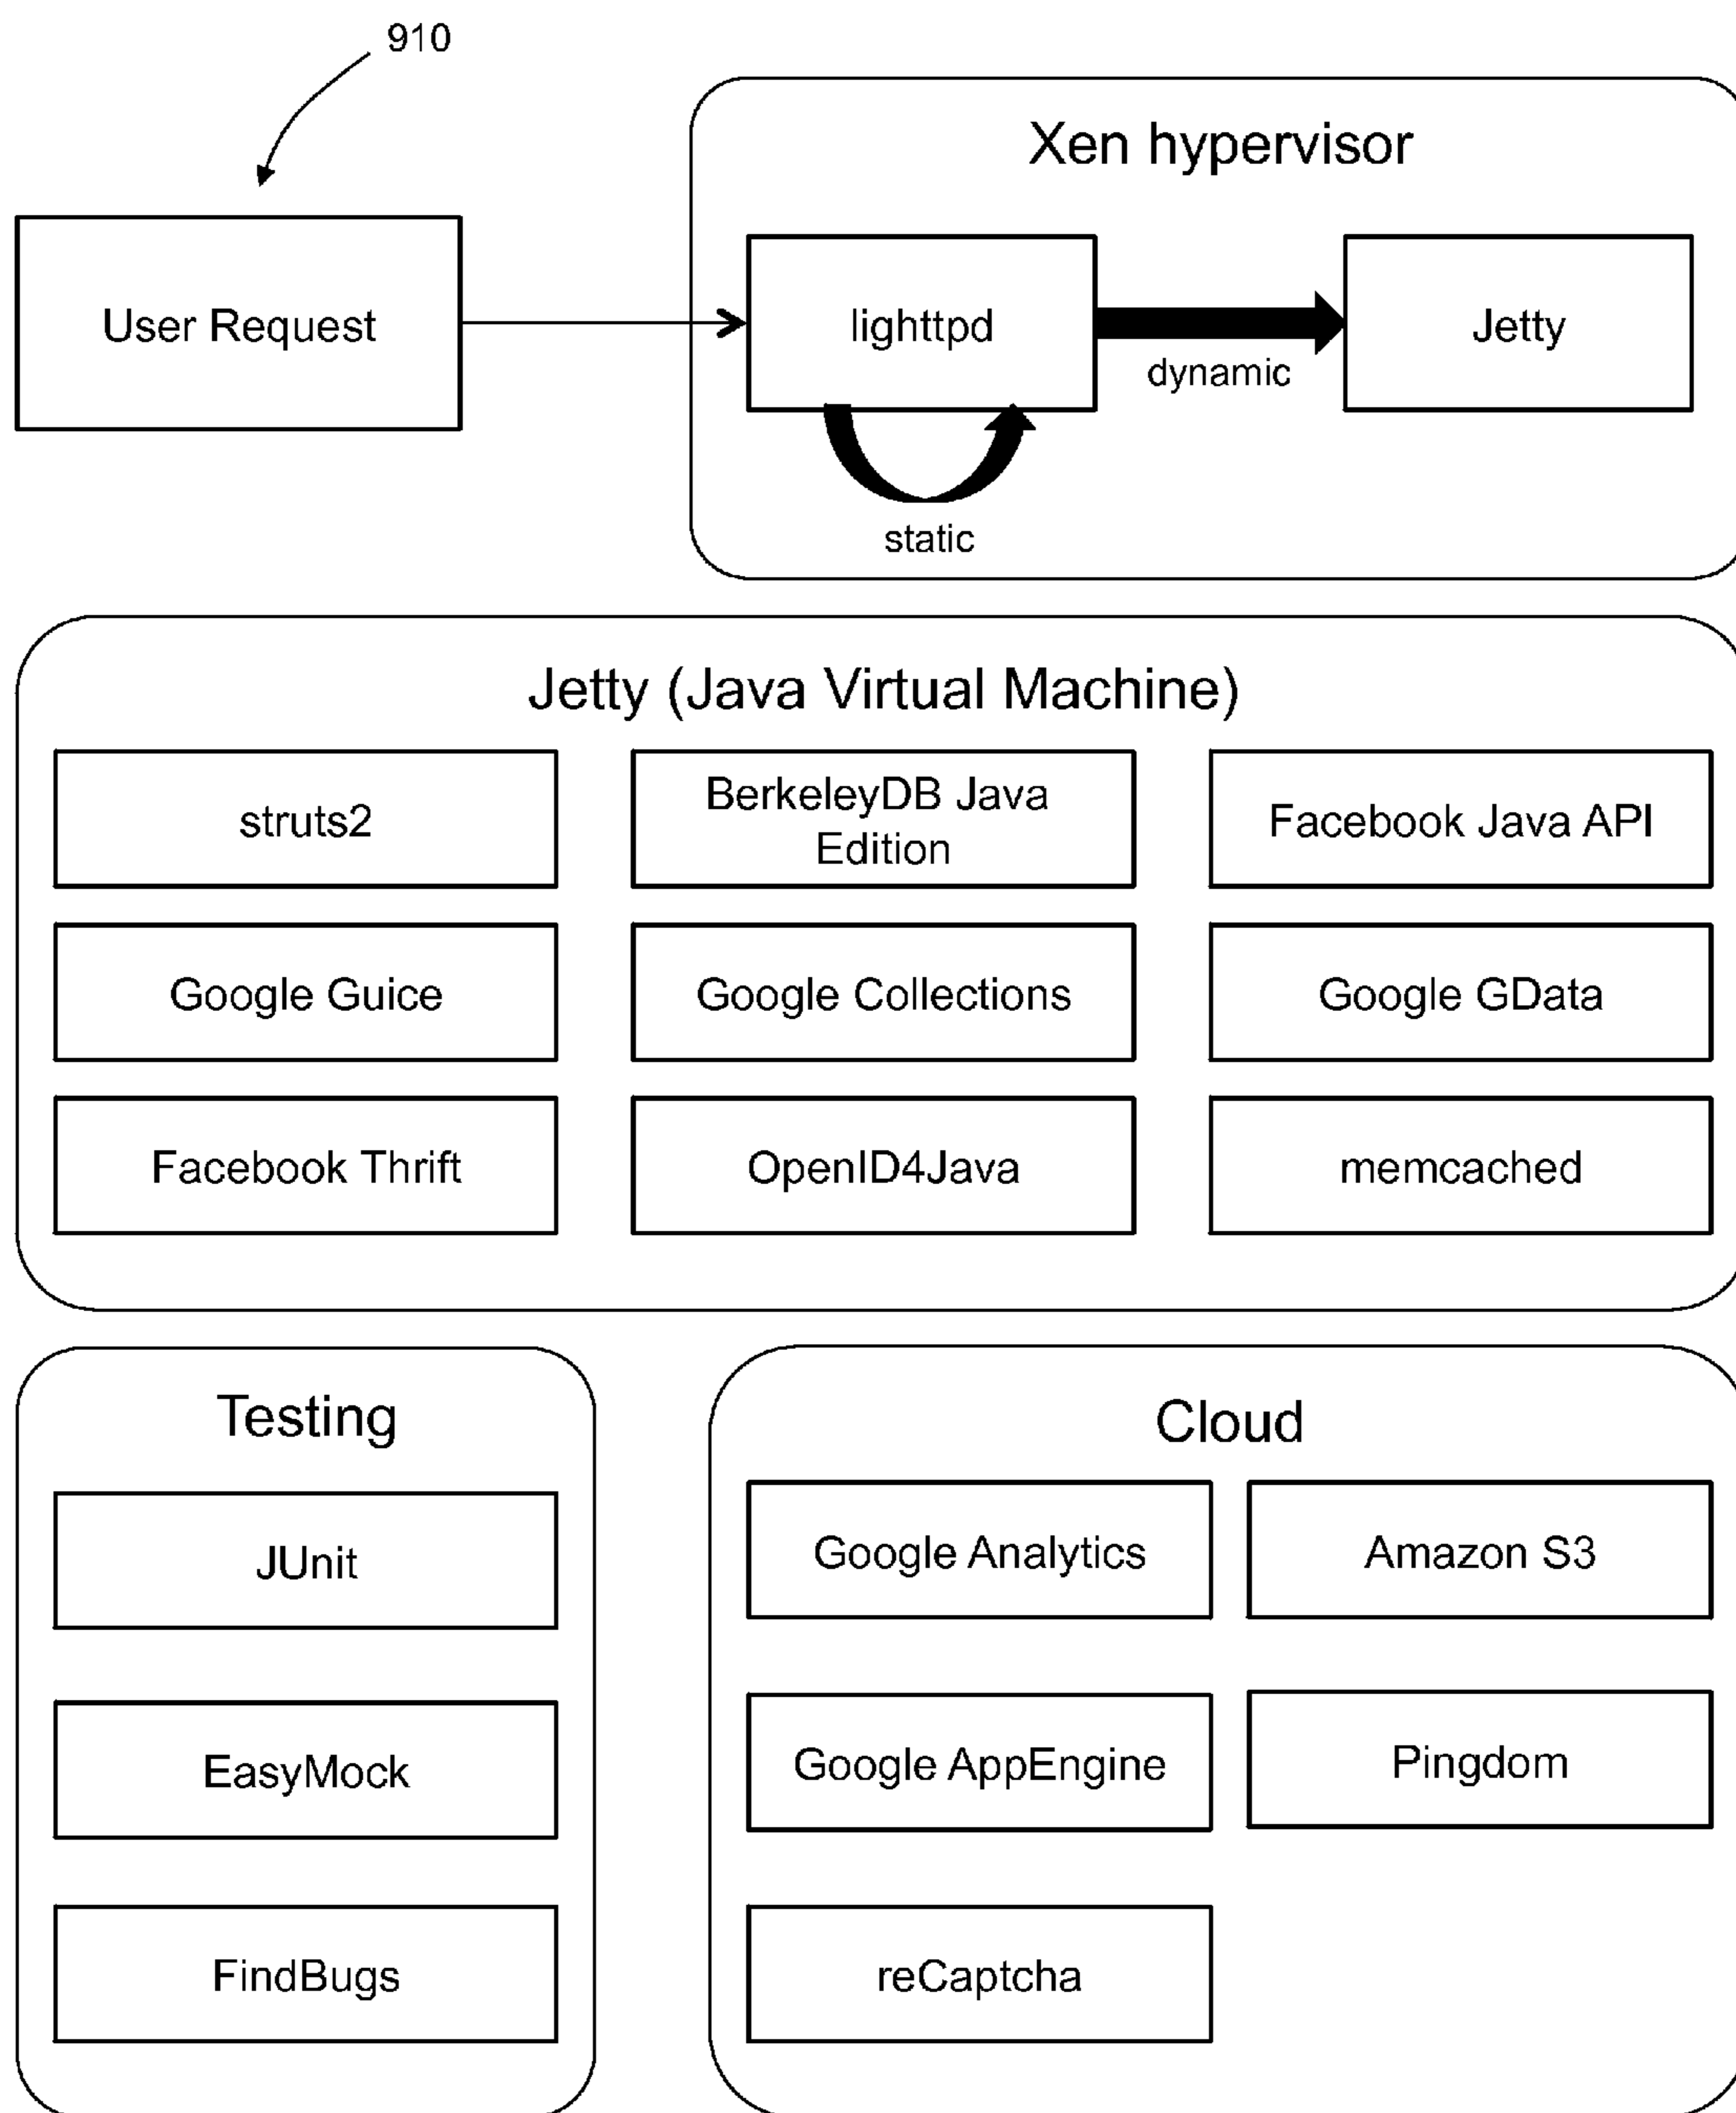 910
Xen hypervisor
User Request
lighttpd
Jetty
dynamic
static
Jetty (Java Virtual Machine)
struts2
BerkeleyDB Java
Edition
Facebook Java API
Google Guice
Google Collections
Google GData
Facebook Thrift
OpenID4Java
memcached
Testing
JUnit
EasyMock
FindBugs
Cloud
Google Analytics
Amazon S3
Google AppEngine
Pingdom
reCaptcha